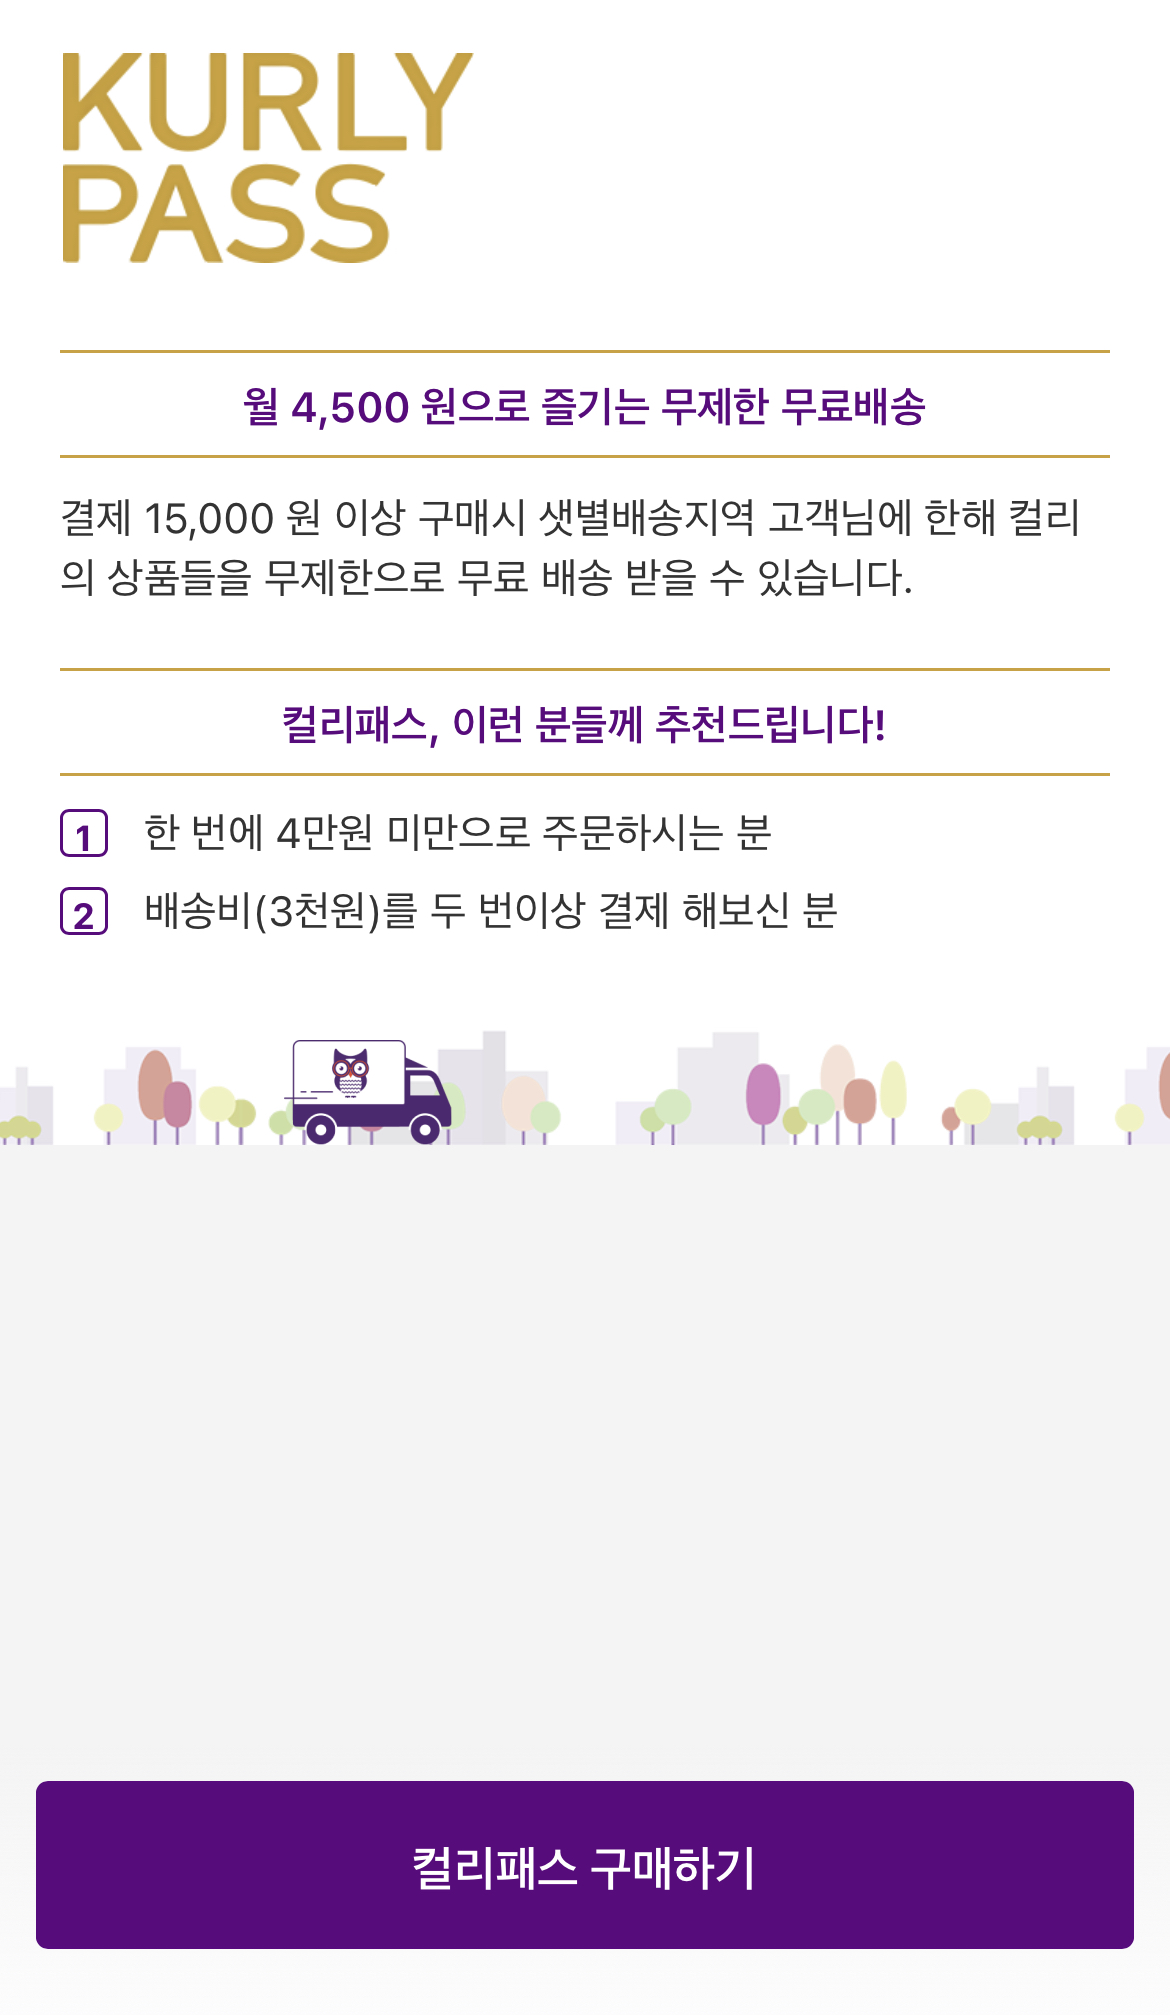 KURLY
PASS
월 4,500 원으로 즐기는 무제한 무료배송
결제 15,000 원 이상 구매시 샛별배송지역 고객님에 한해 컬리
의 상품들을 무제한으로 무료 배송 받을 수 있습니다.
컬리패스, 이런 분들께 추천드립니다!
1 한 번에 4만원 미만으로 주문하시는 분
2 배송비(3천원)를 두 번이상 결제 해보신 분
컬리패스 구매하기